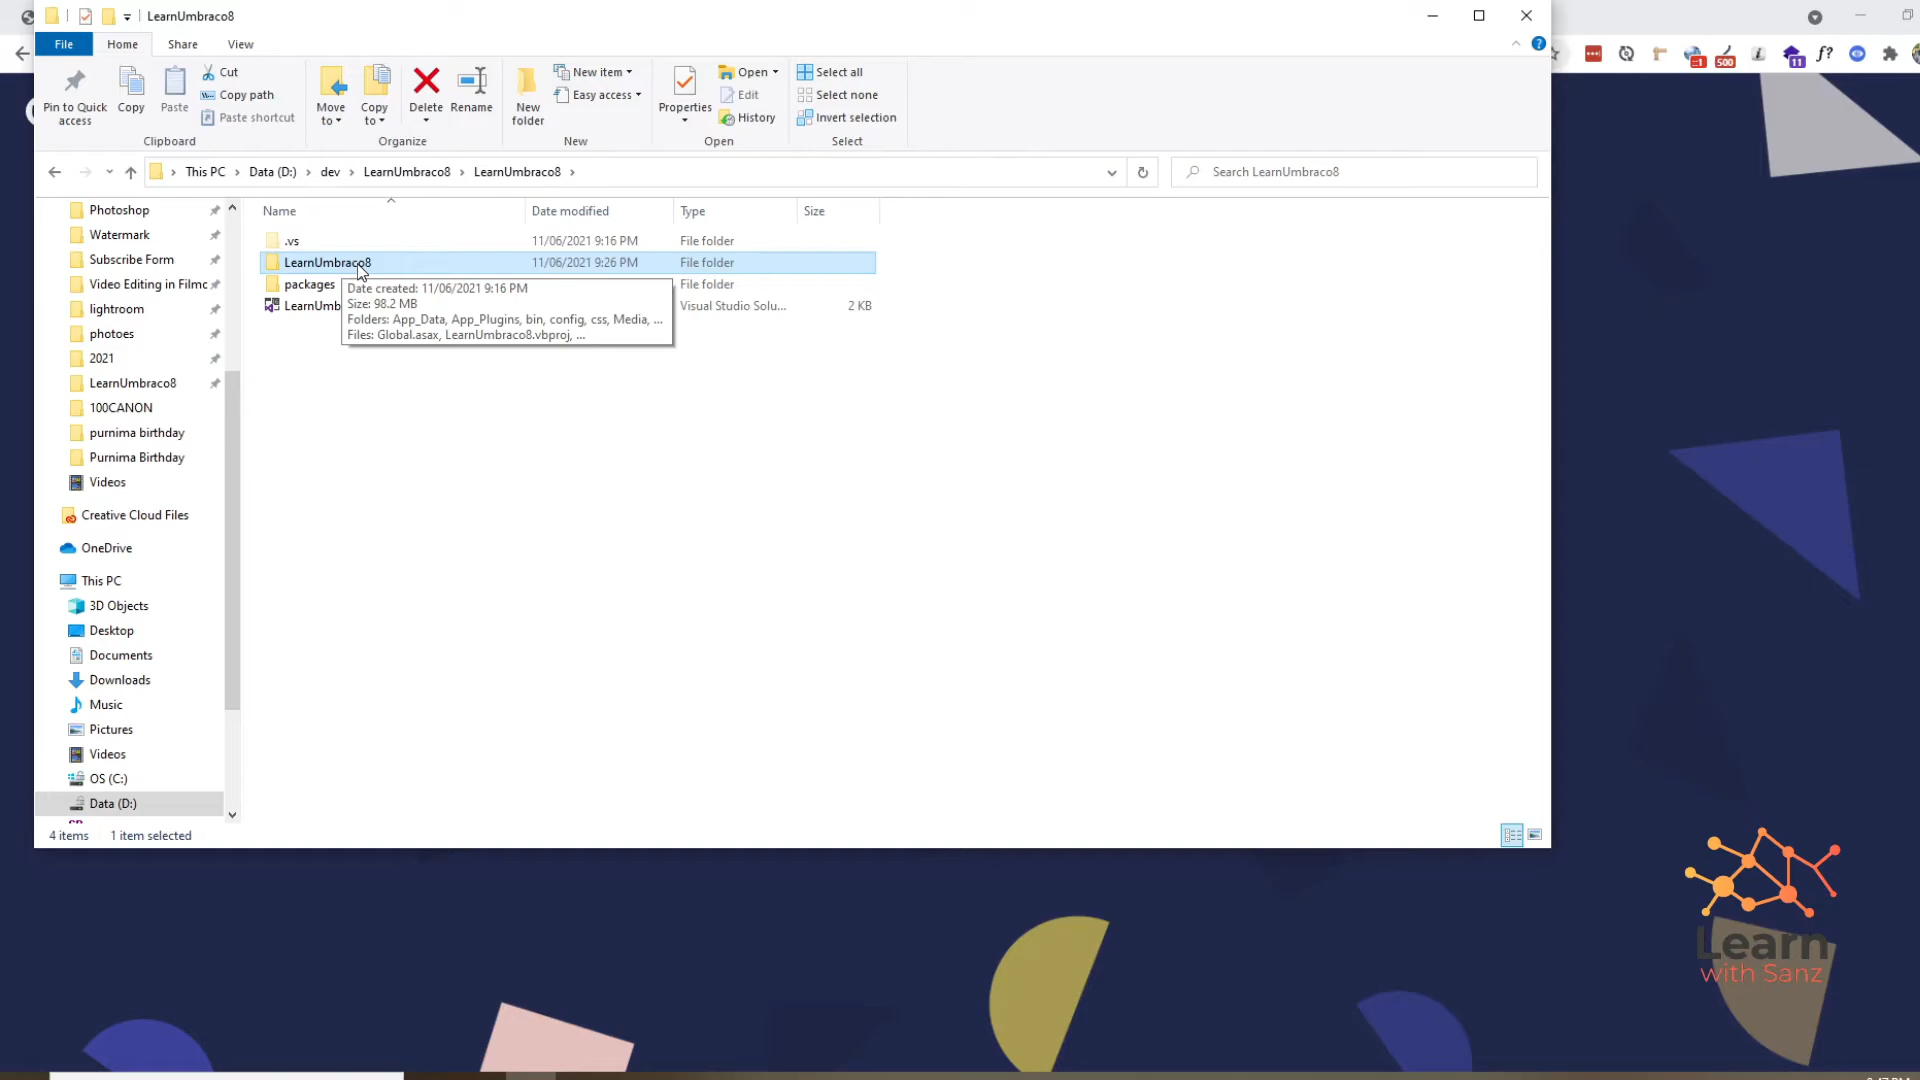 LearnUmbraco8
File
Home
Share
View
500
11
f?
Pin to Quick access
Copy
Paste
Cut
Copy path
Paste shortcut
Clipboard
Move to
Copy to
Delete
Rename
Organize
New folder
New item
Easy access
New
Properties
Open
Edit
History
Open
Select all
Select none
Invert selection
Select
This PC
Data (D:)
dev
LearnUmbraco8
LearnUmbraco8
Search LearnUmbraco8
Name
Date modified
Type
Size
.vs
11/06/2021 9:16 PM
File folder
LearnUmbraco8
11/06/2021 9:26 PM
File folder
packages
File folder
LearnUmb
Visual Studio Solu...
2 KB
Date created: 11/06/2021 9:16 PM
Size: 98.2 MB
Folders: App_Data, App_Plugins, bin, config, css, Media, ...
Files: Global.asax, LearnUmbraco8.vbproj, ...
Photoshop
Watermark
Subscribe Form
Video Editing in Filmo
lightroom
photoes
2021
LearnUmbraco8
100CANON
purnima birthday
Purnima Birthday
Videos
Creative Cloud Files
OneDrive
This PC
3D Objects
Desktop
Documents
Downloads
Music
Pictures
Videos
OS (C:)
Data (D:)
4 items
1 item selected
Learn
with Sanz